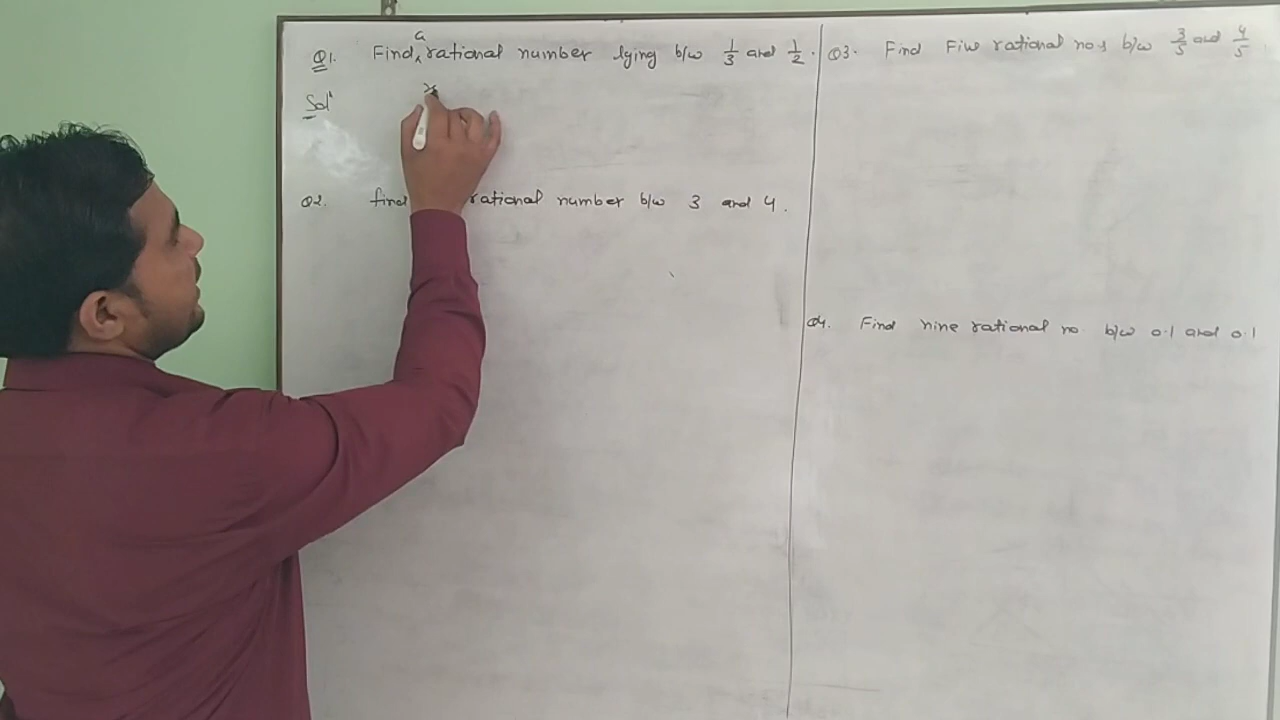 Q1. Find a rational number lying b/w 1/3 and 1/2.
Sol
Q2. find rational number b/w 3 and 4.
Q3. Find Five rational nos b/w 3/5 and 4/5
Q4. Find nine rational no. b/w 0.1 and 0.1